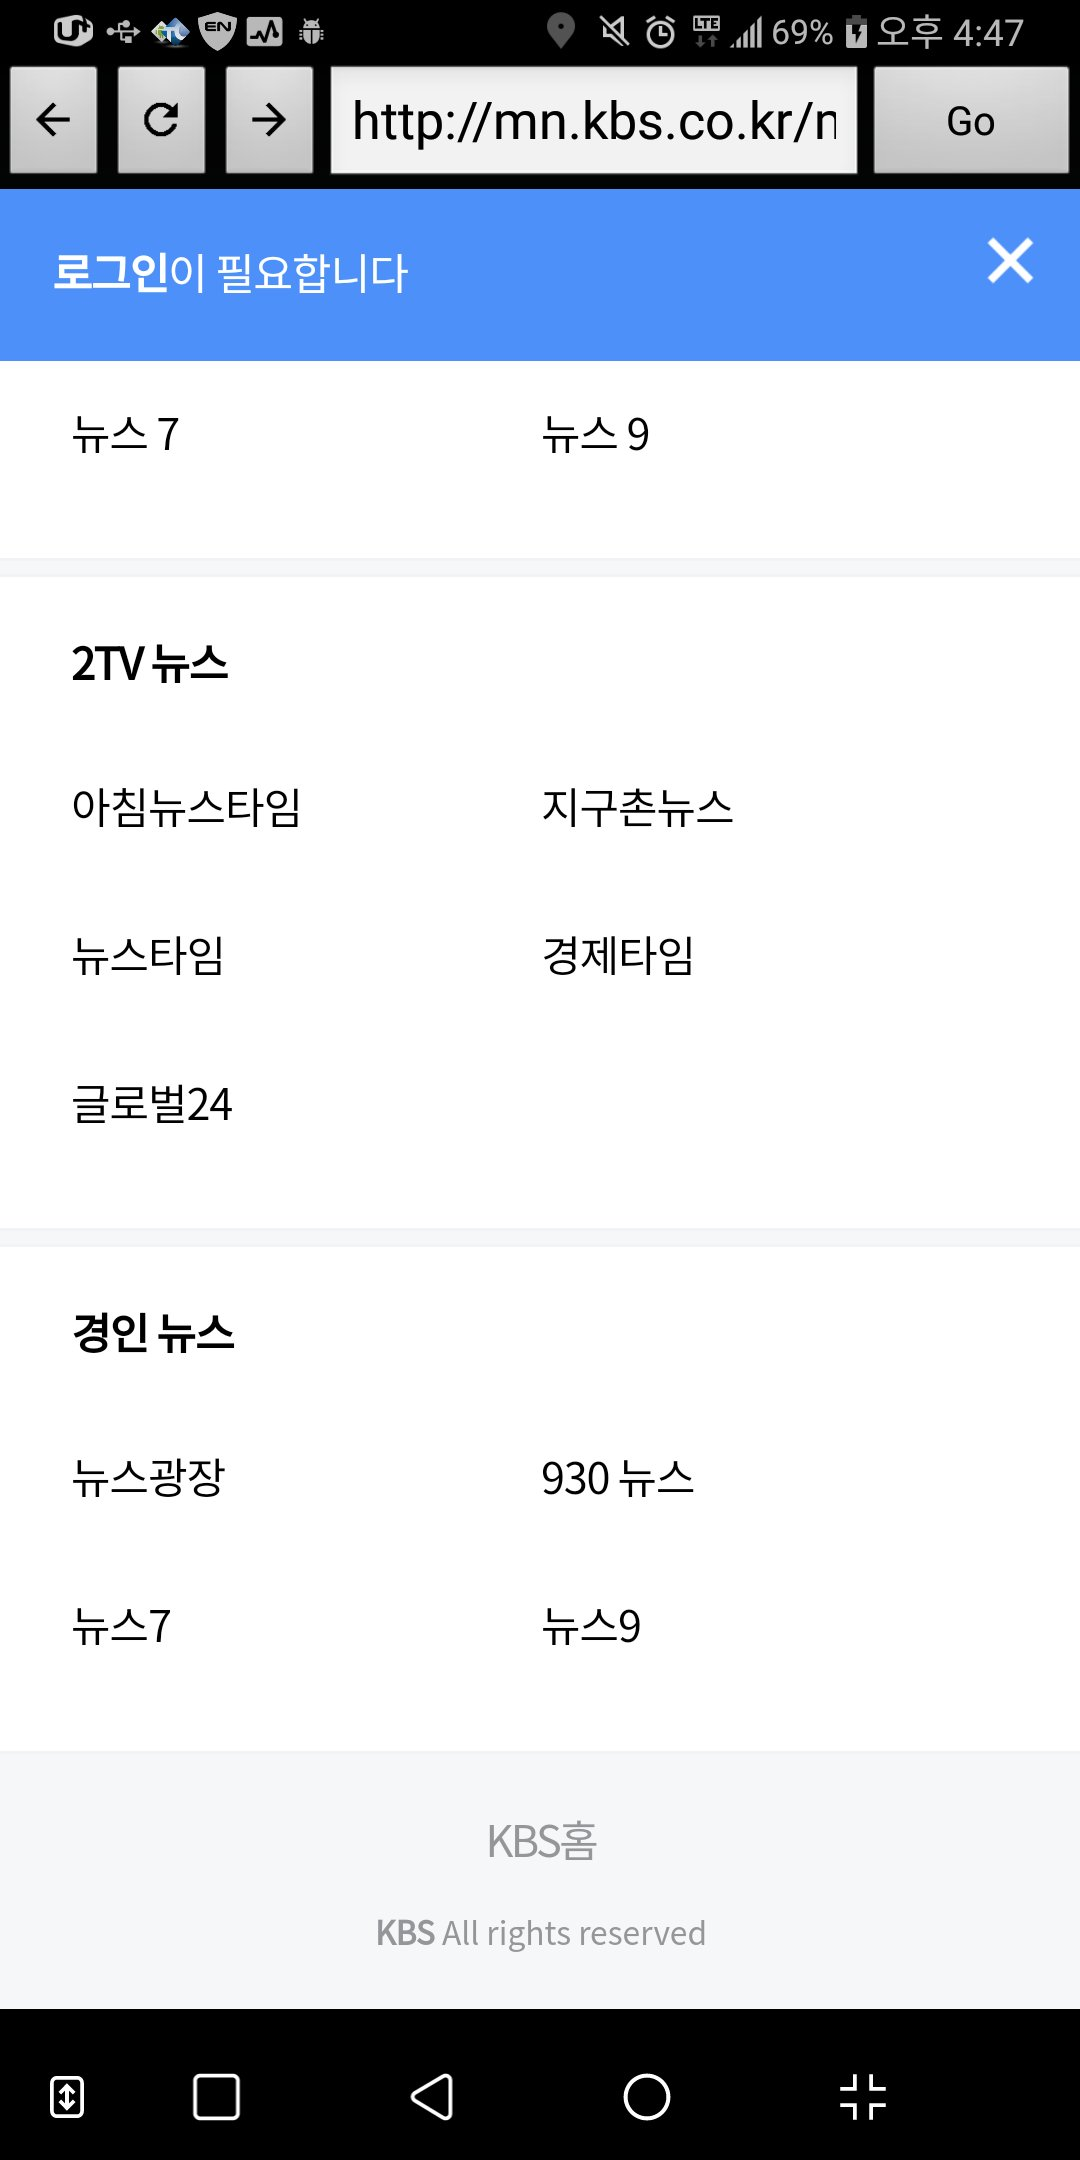 EN LTE 69% 오후 4:47
http://mn.kbs.co.kr/n Go
로그인이 필요합니다
뉴스 7 뉴스 9
2TV 뉴스
아침뉴스타임 지구촌뉴스
뉴스타임 경제타임
글로벌24
경인 뉴스
뉴스광장 930 뉴스
뉴스7 뉴스9
KBS홈
KBS All rights reserved